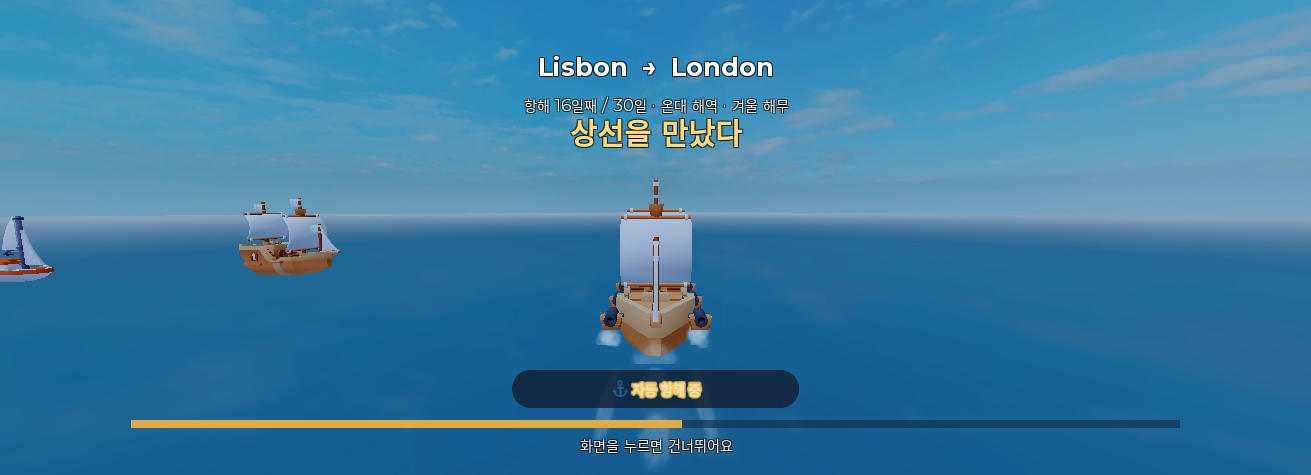 Lisbon → London
항해 16일째 / 30일 · 온대 해역 · 겨울 해무
상선을 만났다
⚓ 자동 항해 중
화면을 누르면 건너뛰어요